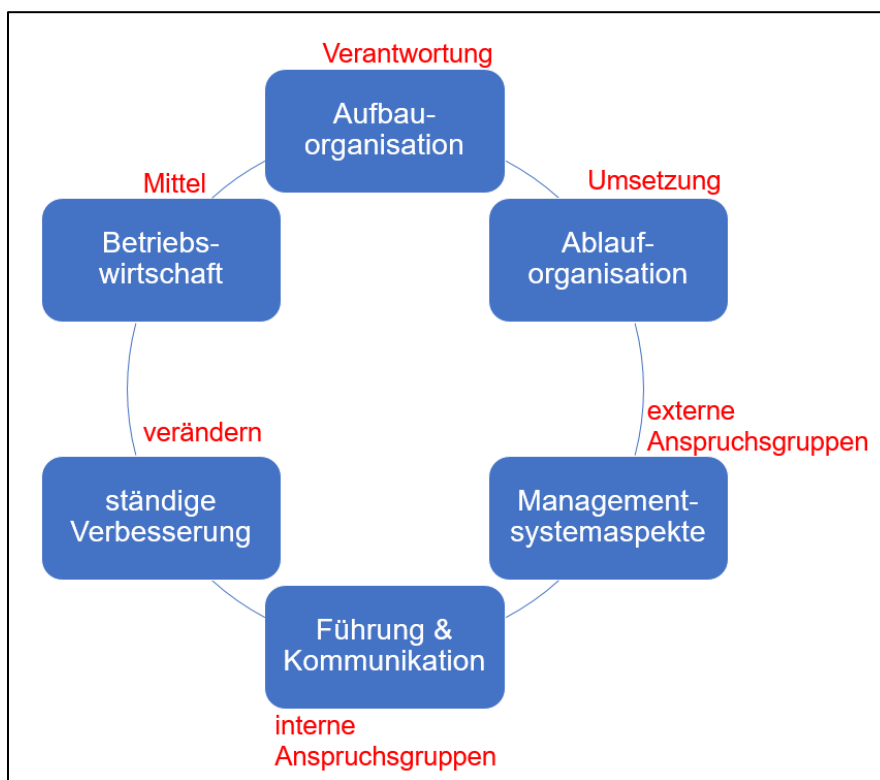 Verantwortung
Aufbau-
organisation
Umsetzung
Ablauf-
organisation
externe
Anspruchsgruppen
Management-
systemaspekte
Führung &
Kommunikation
interne
Anspruchsgruppen
verändern
ständige
Verbesserung
Mittel
Betriebs-
wirtschaft